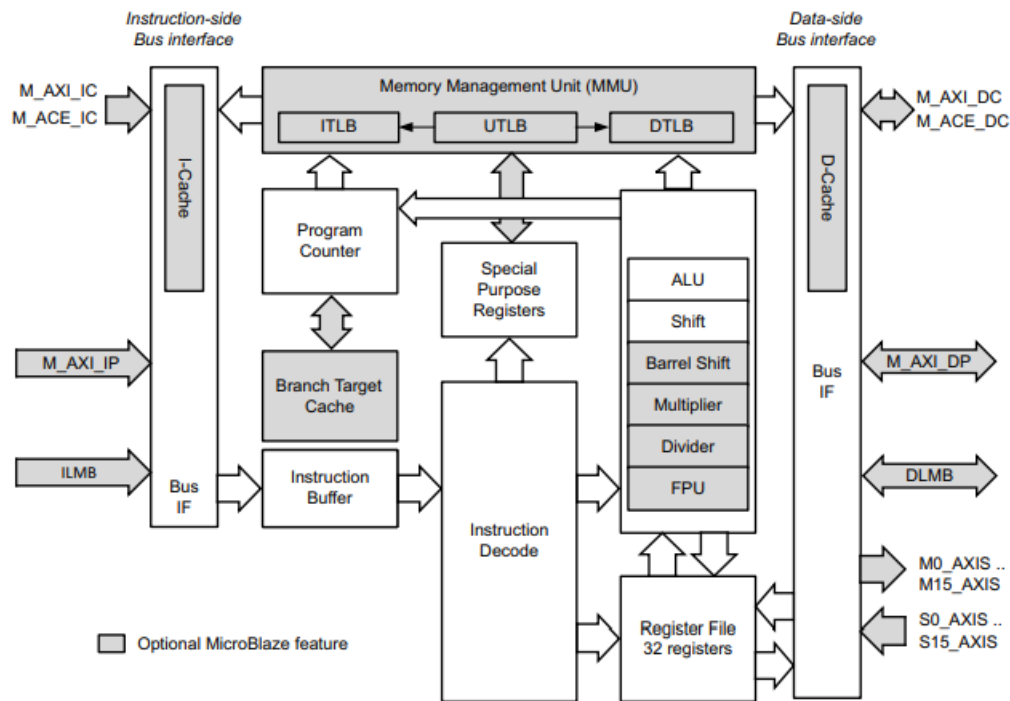 Instruction-side
Bus interface
Data-side
Bus interface
M_AXI_IC
M_ACE_IC
Memory Management Unit (MMU)
ITLB
UTLB
DTLB
M_AXI_DC
M_ACE_DC
I-Cache
D-Cache
Program
Counter
Special
Purpose
Registers
ALU
Shift
Barrel Shift
Multiplier
Divider
FPU
M_AXI_IP
Branch Target
Cache
Bus
IF
M_AXI_DP
ILMB
Bus
IF
Instruction
Buffer
Instruction
Decode
DLMB
M0_AXIS ..
M15_AXIS
Register File
32 registers
S0_AXIS ..
S15_AXIS
Optional MicroBlaze feature